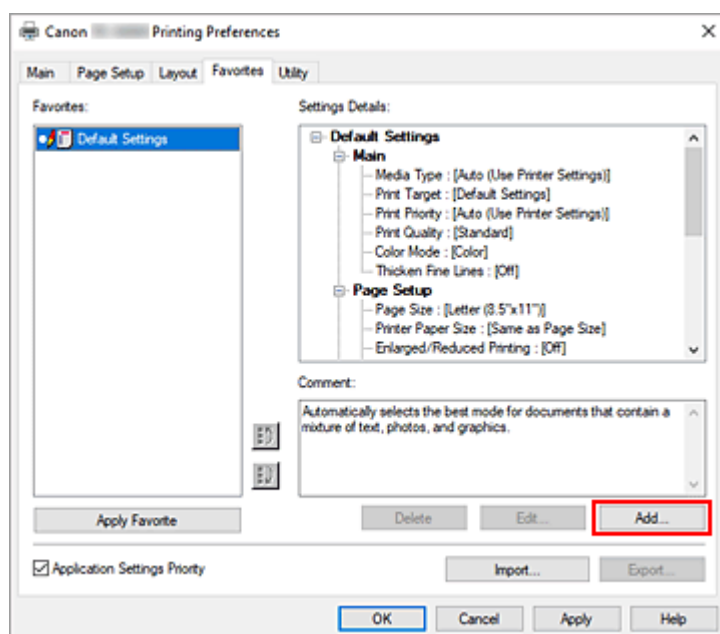 Canon Printing Preferences
Main Page Setup Layout Favorites Utility
Favorites:
Default Settings
Apply Favorite
Settings Details:
Default Settings
Main
Media Type : [Auto (Use Printer Settings)]
Print Target : [Default Settings]
Print Priority : [Auto (Use Printer Settings)]
Print Quality : [Standard]
Color Mode : [Color]
Thicken Fine Lines : [Off]
Page Setup
Page Size : [Letter (8.5"x11")]
Printer Paper Size : [Same as Page Size]
Enlarged/Reduced Printing : [Off]
Comment:
Automatically selects the best mode for documents that contain a
mixture of text, photos, and graphics.
Delete Edit... Add...
Application Settings Priority
Import... Export...
OK Cancel Apply Help